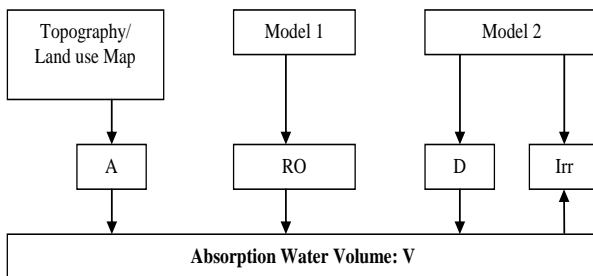 Topography/
Land use Map
Model 1
Model 2
A
RO
D
Irr
Absorption Water Volume: V